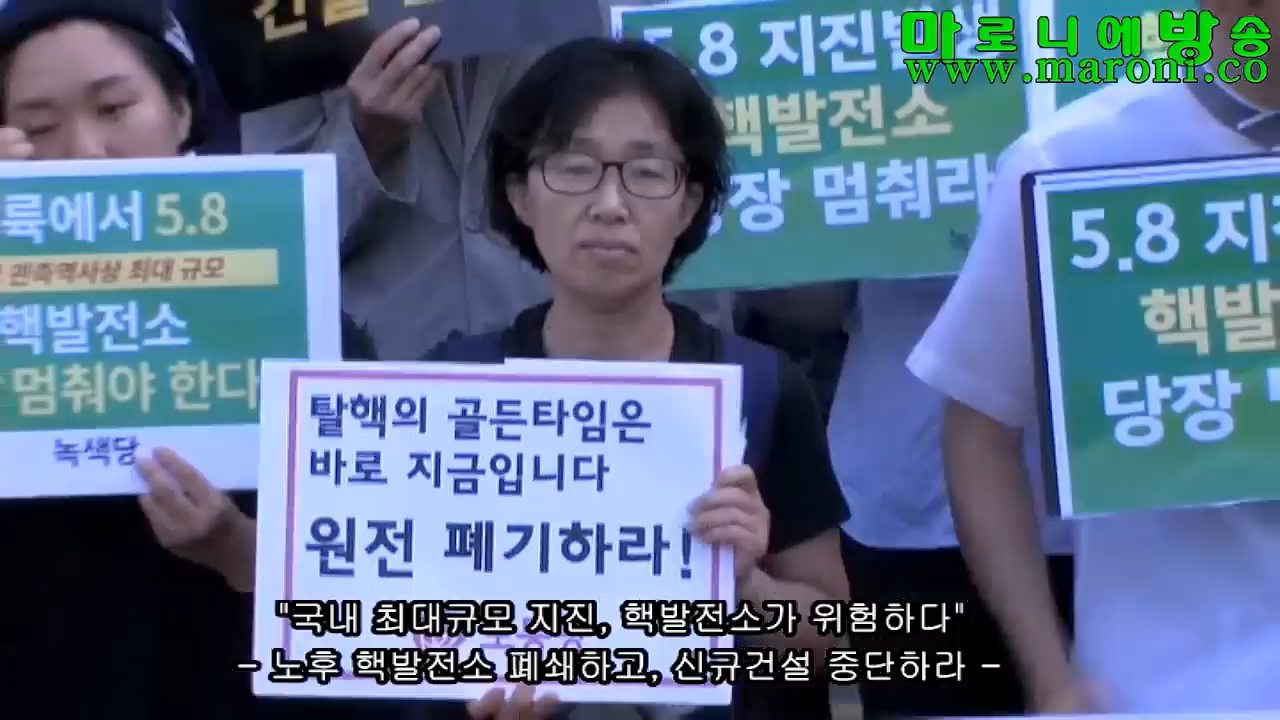 마로니에방송
www.maroni.co
건설
5.8 지진발생
핵발전소
당장 멈춰라
륙에서 5.8
관측역사상 최대 규모
핵발전소
멈춰야 한다
녹색당
5.8 지진
핵발
당장
탈핵의 골든타임은
바로 지금입니다
원전 폐기하라!
"국내 최대규모 지진, 핵발전소가 위험하다"
- 노후 핵발전소 폐쇄하고, 신규건설 중단하라 -